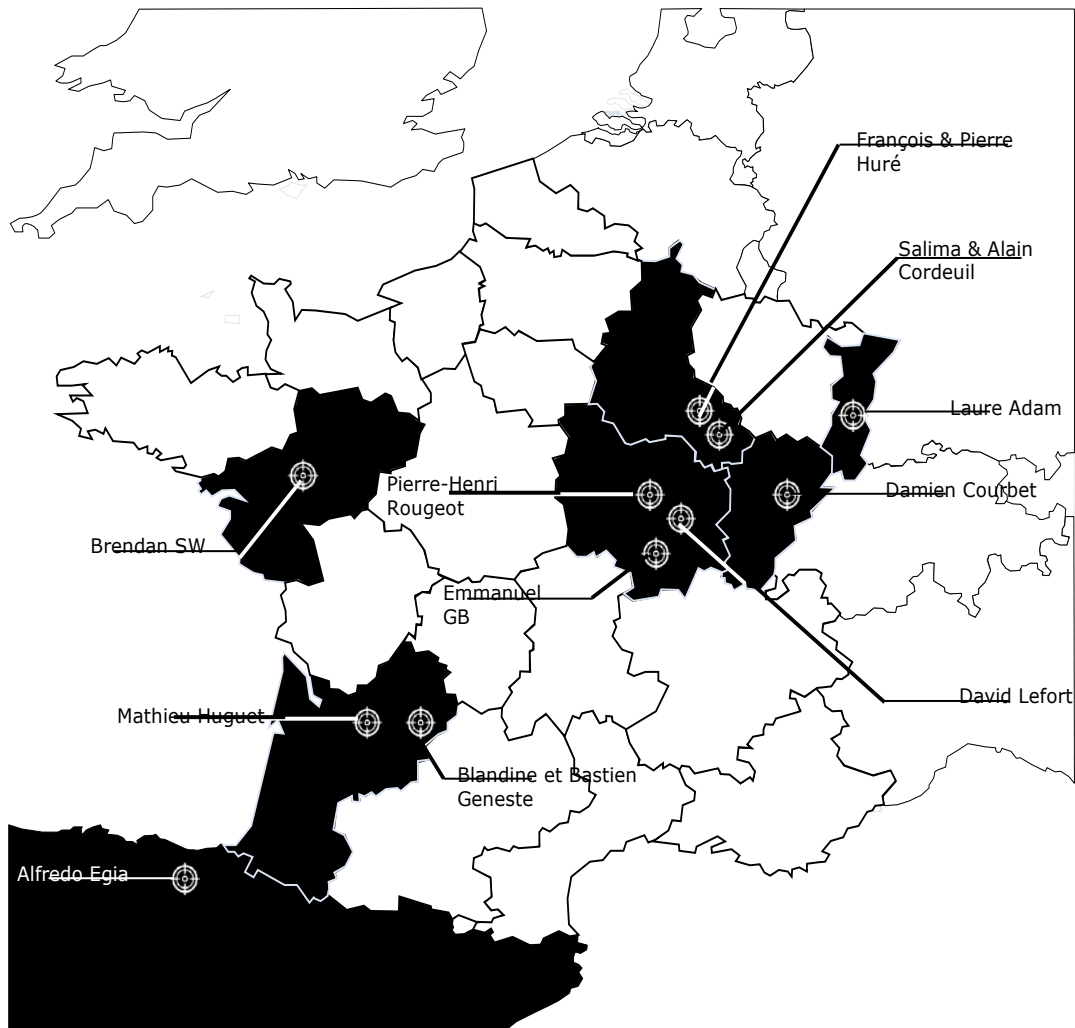 François & Pierre
Huré
Salima & Alain
Cordeuil
Laure Adam
Pierre-Henri
Rougeot
Damien Courbet
Brendan SW
Emmanuel
GB
David Lefort
Mathieu Huguet
Blandine et Bastien
Geneste
Alfredo Egia